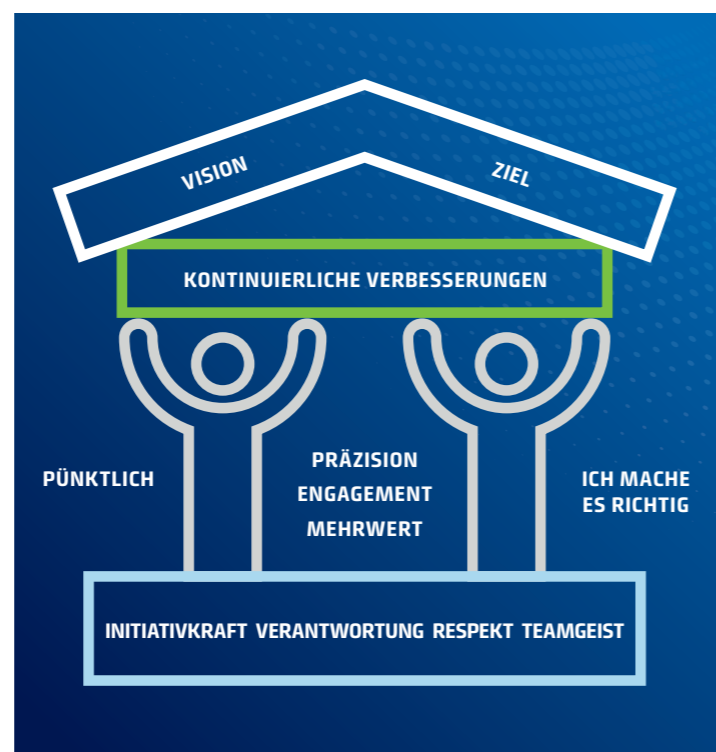 VISION
ZIEL
KONTINUIERLICHE VERBESSERUNGEN
PÜNKTLICH
PRÄZISION
ENGAGEMENT
MEHRWERT
ICH MACHE
ES RICHTIG
INITIATIVKRAFT VERANTWORTUNG RESPEKT TEAMGEIST